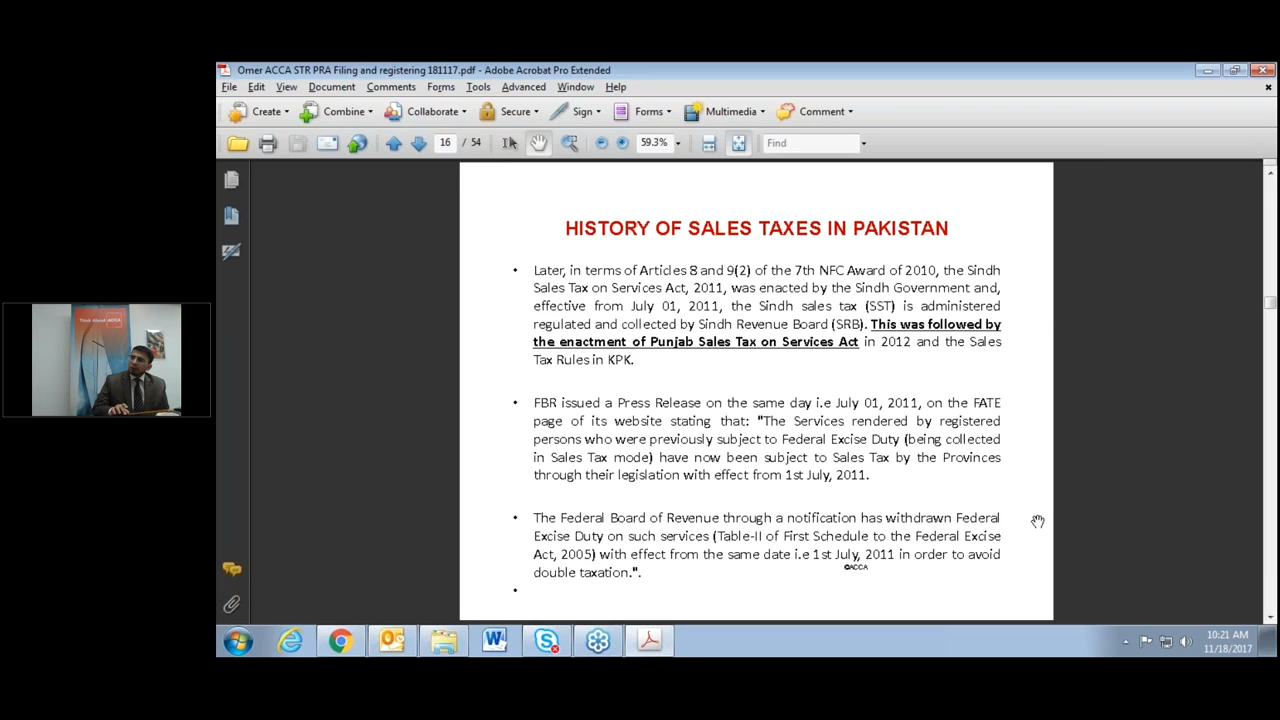 Omer ACCA STR PRA Filing and registering 181117.pdf - Adobe Acrobat Pro Extended
File Edit View Document Comments Forms Tools Advanced Window Help
Create Combine Collaborate Secure Sign Forms Multimedia Comment
16 / 54 59.3% Find
HISTORY OF SALES TAXES IN PAKISTAN
• Later, in terms of Articles 8 and 9(2) of the 7th NFC Award of 2010, the Sindh
Sales Tax on Services Act, 2011, was enacted by the Sindh Government and,
effective from July 01, 2011, the Sindh sales tax (SST) is administered
regulated and collected by Sindh Revenue Board (SRB). This was followed by
the enactment of Punjab Sales Tax on Services Act in 2012 and the Sales
Tax Rules in KPK.
• FBR issued a Press Release on the same day i.e July 01, 2011, on the FATE
page of its website stating that: "The Services rendered by registered
persons who were previously subject to Federal Excise Duty (being collected
in Sales Tax mode) have now been subject to Sales Tax by the Provinces
through their legislation with effect from 1st July, 2011.
• The Federal Board of Revenue through a notification has withdrawn Federal
Excise Duty on such services (Table-II of First Schedule to the Federal Excise
Act, 2005) with effect from the same date i.e 1st July, 2011 in order to avoid
double taxation.".
©ACCA
•
Think Ahead ACCA
10:21 AM
11/18/2017